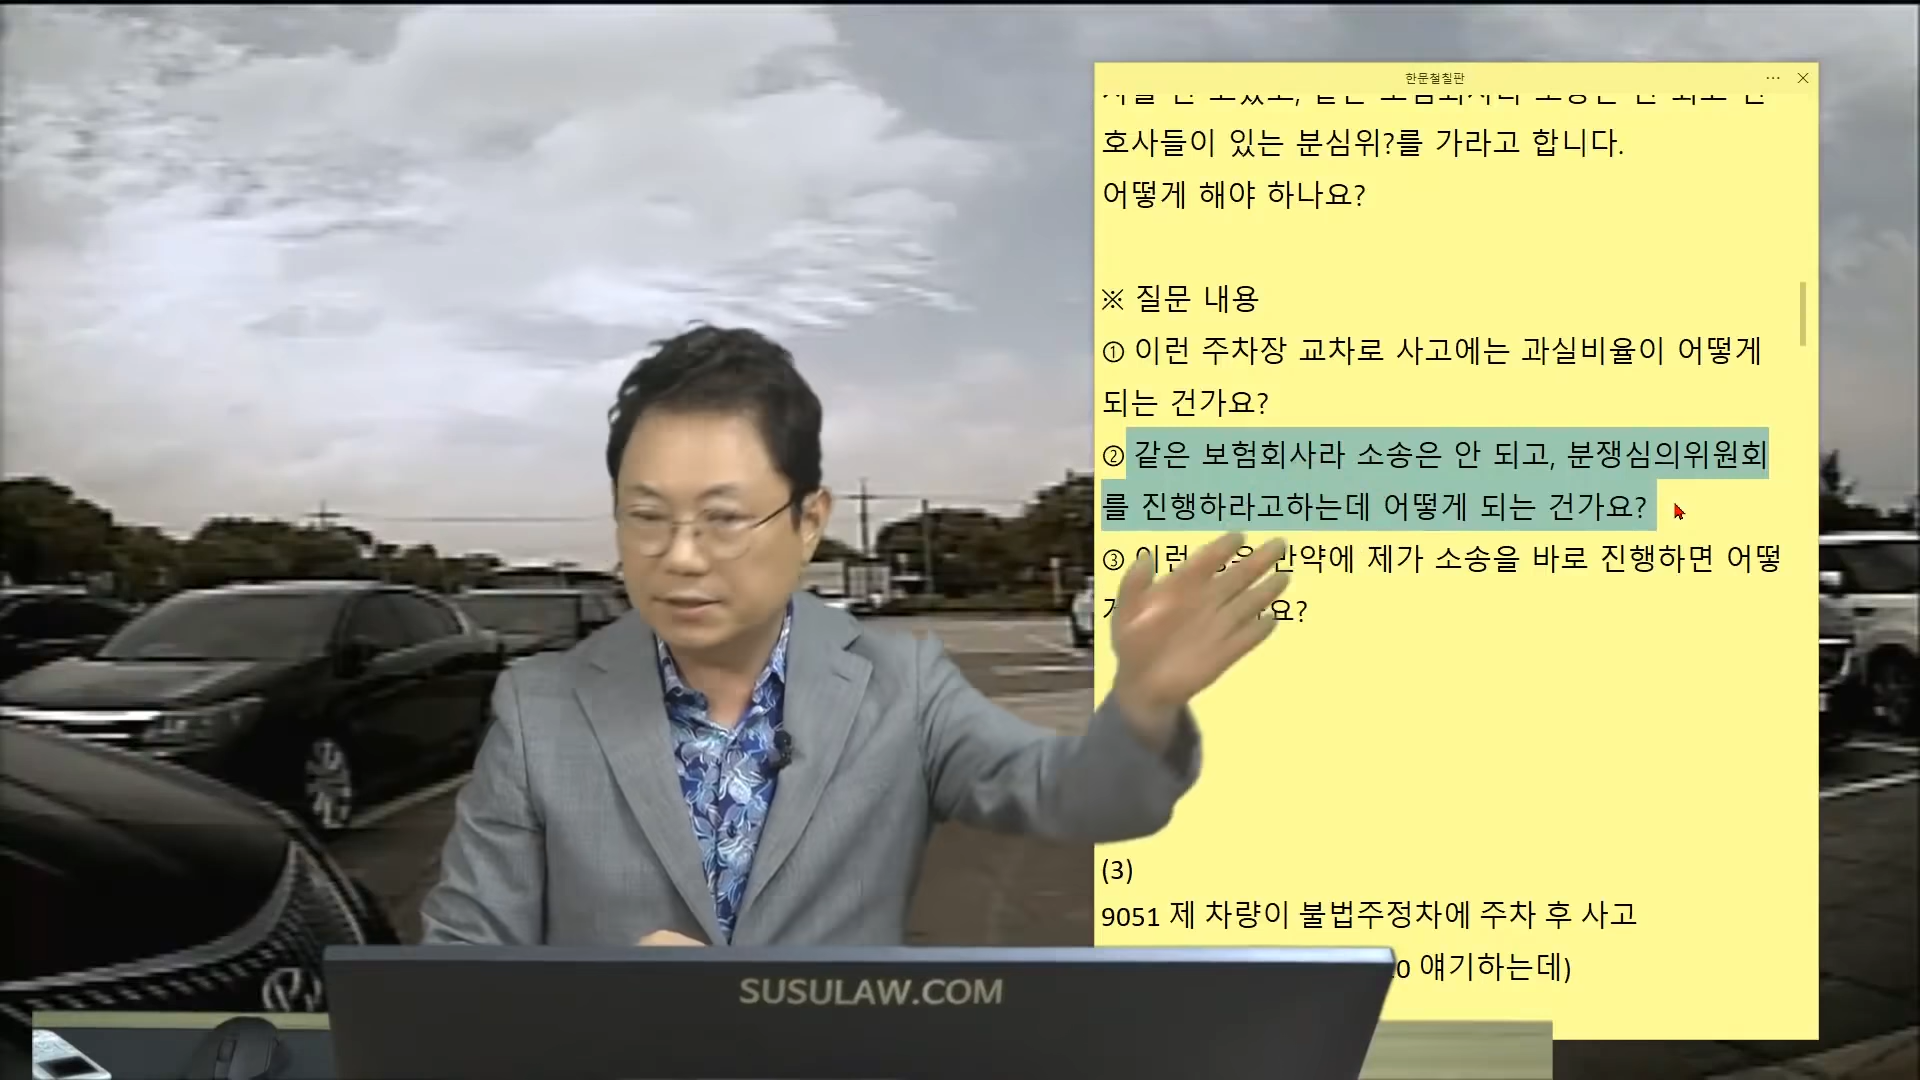 한문철칠판
호사들이 있는 분심위?를 가라고 합니다.
어떻게 해야 하나요?
※ 질문 내용
① 이런 주차장 교차로 사고에는 과실비율이 어떻게
되는 건가요?
② 같은 보험회사라 소송은 안 되고, 분쟁심의위원회
를 진행하라고하는데 어떻게 되는 건가요?
③ 이런 만약에 제가 소송을 바로 진행하면 어떻
요?
(3)
9051 제 차량이 불법주정차에 주차 후 사고
얘기하는데)
SUSULAW.COM